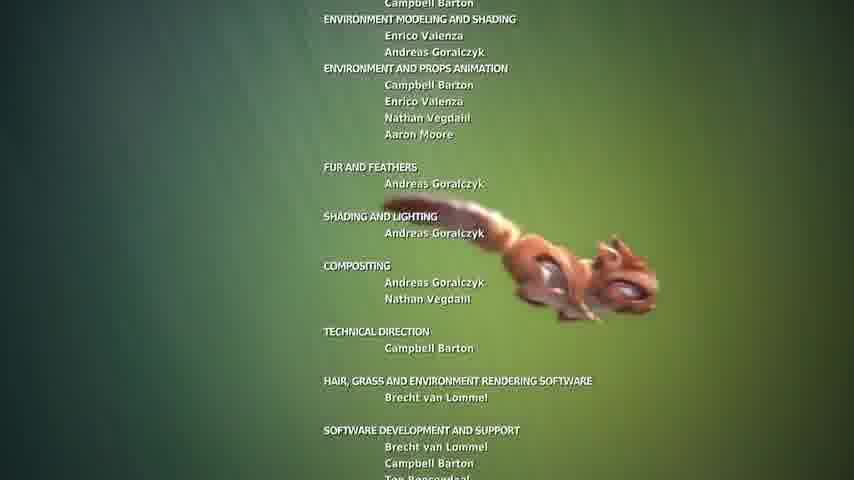 Campbell Barton
ENVIRONMENT MODELING AND SHADING
Enrico Valenza
Andreas Goralczyk
ENVIRONMENT AND PROPS ANIMATION
Campbell Barton
Enrico Valenza
Nathan Vegdahl
Aaron Moore
FUR AND FEATHERS
Andreas Goralczyk
SHADING AND LIGHTING
Andreas Goralczyk
COMPOSITING
Andreas Goralczyk
Nathan Vegdahl
TECHNICAL DIRECTION
Campbell Barton
HAIR, GRASS AND ENVIRONMENT RENDERING SOFTWARE
Brecht van Lommel
SOFTWARE DEVELOPMENT AND SUPPORT
Brecht van Lommel
Campbell Barton
Ton Roosendaal